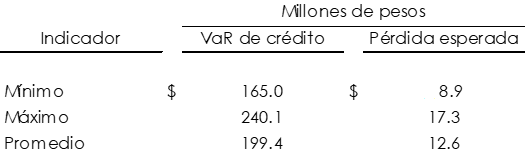 Millones de pesos
Indicador VaR de crédito Pérdida esperada
Mínimo $ 165.0 $ 8.9
Máximo 240.1 17.3
Promedio 199.4 12.6